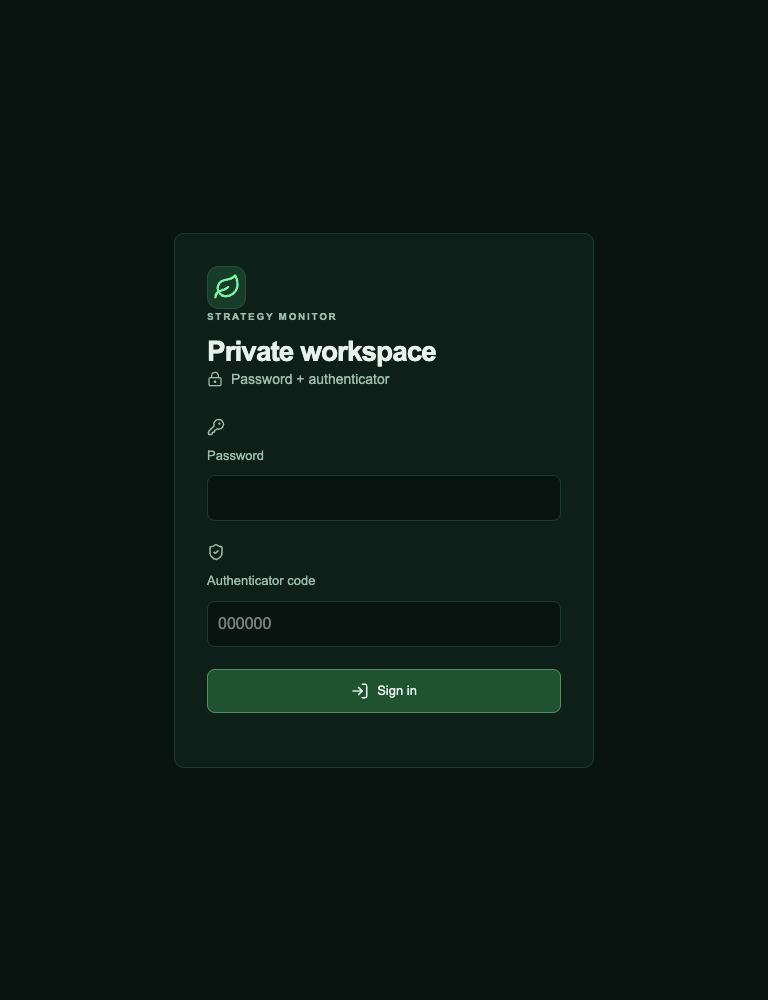 STRATEGY MONITOR
Private workspace
Password + authenticator
Password
Authenticator code
000000
Sign in